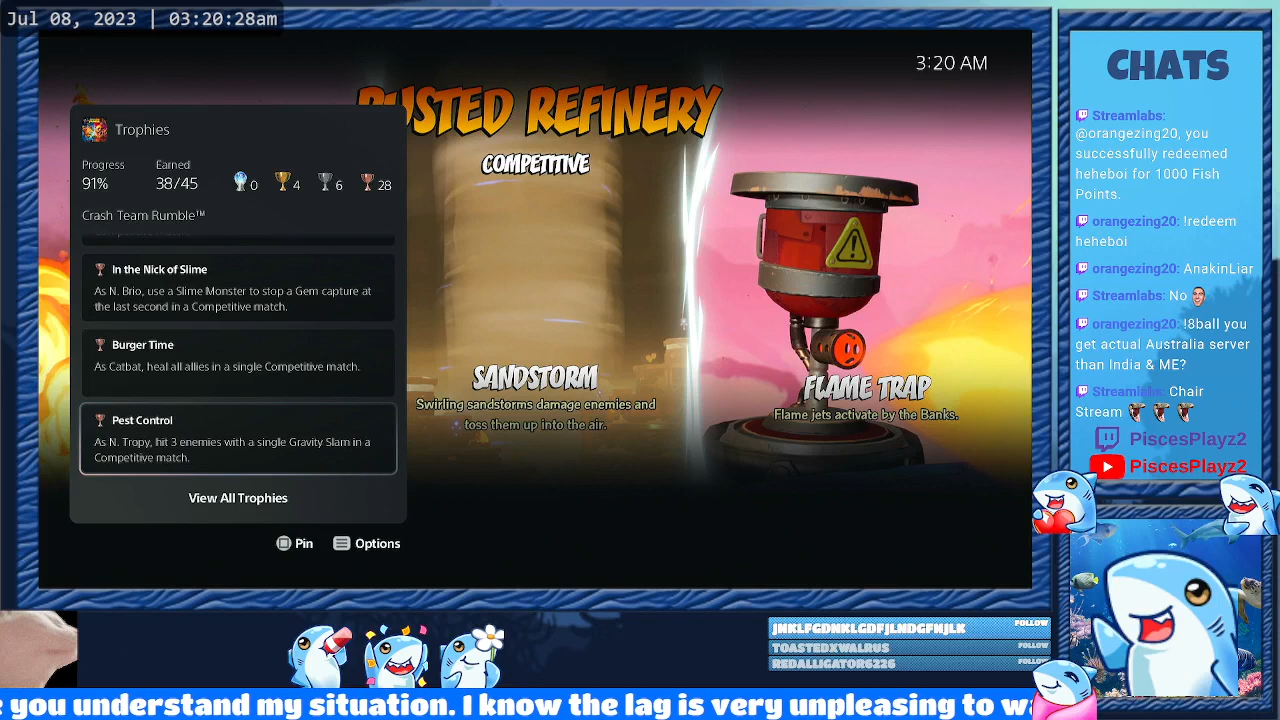 Jul 08, 2023 | 03:20:28am
3:20 AM
RUSTED REFINERY
COMPETITIVE
Trophies
Progress
Earned
91%
38/45
0
4
6
28
Crash Team Rumble™
In the Nick of Slime
As N. Brio, use a Slime Monster to stop a Gem capture at
the last second in a Competitive match.
Burger Time
As Catbat, heal all allies in a single Competitive match.
Pest Control
As N. Tropy, hit 3 enemies with a single Gravity Slam in a
Competitive match.
View All Trophies
Pin
Options
SANDSTORM
Swirling sandstorms damage enemies and
toss them up into the air.
FLAME TRAP
Flame jets activate by the Banks.
CHATS
Streamlabs:
@orangezing20, you
successfully redeemed
heheboi for 1000 Fish
Points.
orangezing20: !redeem
heheboi
orangezing20: AnakinLiar
Streamlabs: No
orangezing20: !8ball you
get actual Australia server
than India & ME?
Streamlabs: Chair
Stream
PiscesPlayz2
PiscesPlayz2
JNKLFGDNKLGDFJLNDGFNJLK FOLLOW
TOASTEDXWALRUS FOLLOW
REDALLIGATOR6226 FOLLOW
you understand my situation. I know the lag is very unpleasing to